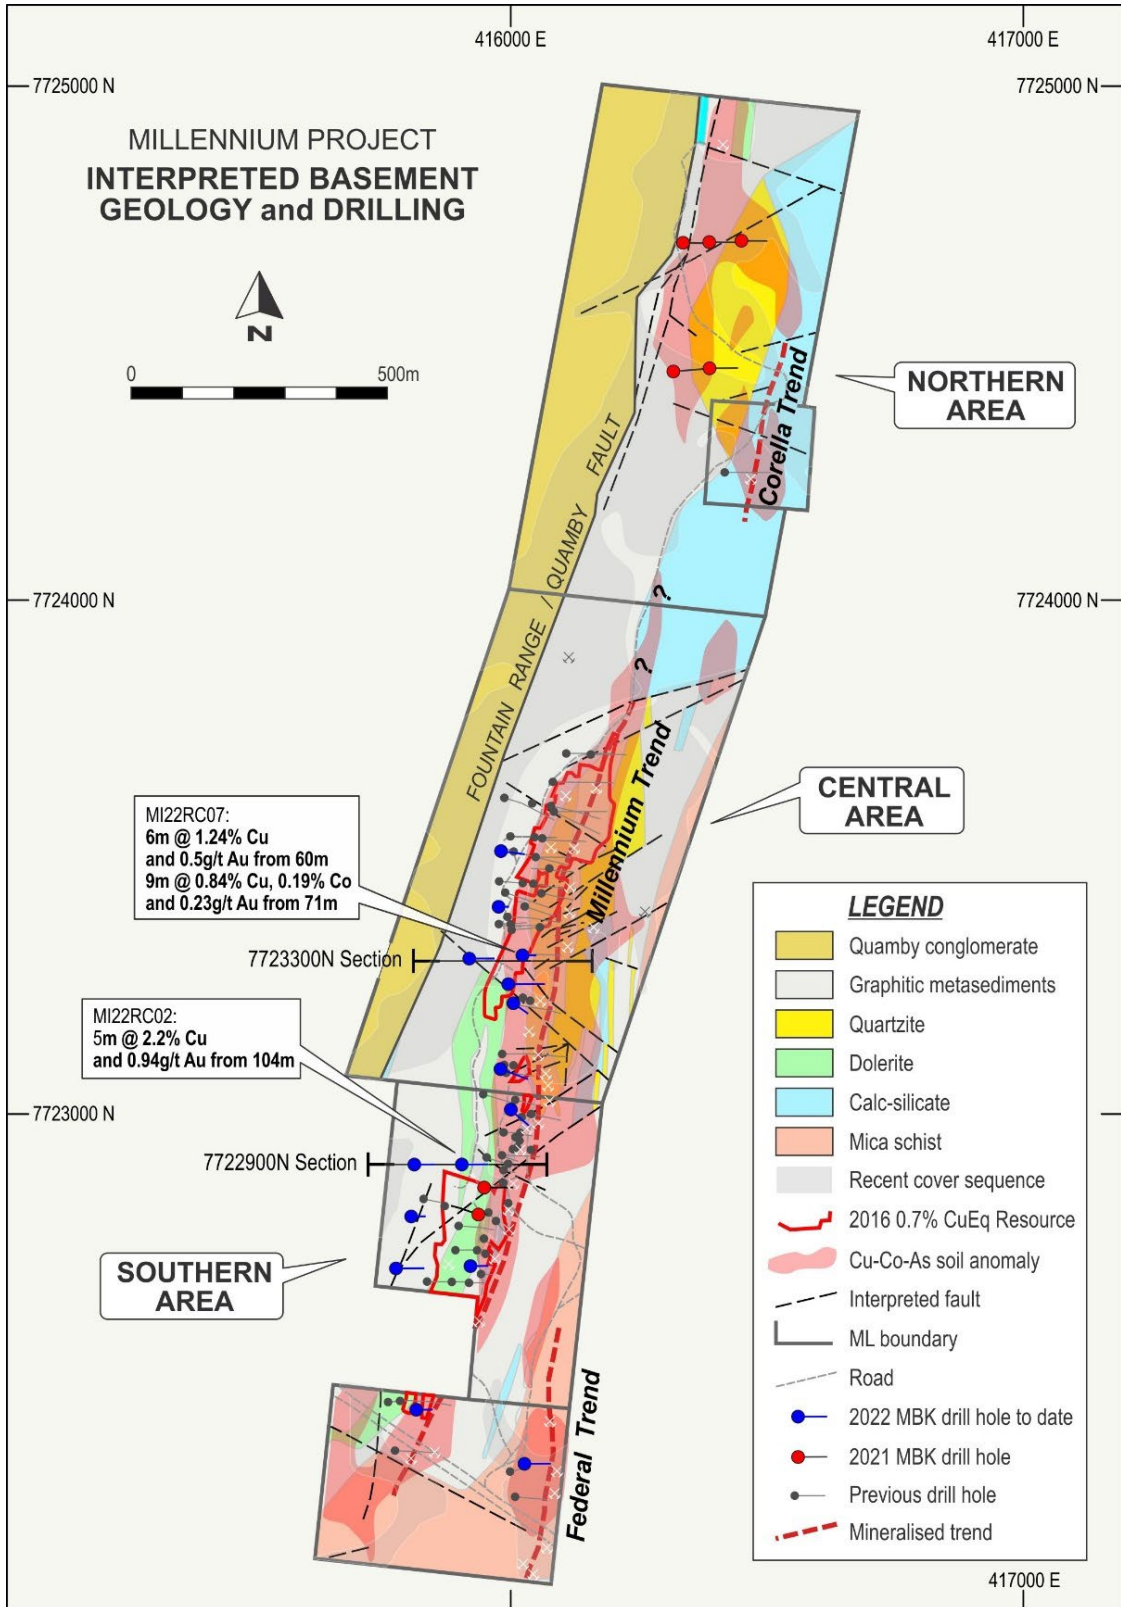 416000 E
417000 E
7725000 N
7725000 N
MILLENNIUM PROJECT
INTERPRETED BASEMENT
GEOLOGY and DRILLING
N
0
500m
NORTHERN
AREA
Corella Trend
FOUNTAIN RANGE / QUAMBY FAULT
7724000 N
7724000 N
?
?
Millennium Trend
CENTRAL
AREA
MI22RC07:
6m @ 1.24% Cu
and 0.5g/t Au from 60m
9m @ 0.84% Cu, 0.19% Co
and 0.23g/t Au from 71m
7723300N Section
MI22RC02:
5m @ 2.2% Cu
and 0.94g/t Au from 104m
7723000 N
7722900N Section
SOUTHERN
AREA
Federal Trend
LEGEND
Quamby conglomerate
Graphitic metasediments
Quartzite
Dolerite
Calc-silicate
Mica schist
Recent cover sequence
2016 0.7% CuEq Resource
Cu-Co-As soil anomaly
Interpreted fault
ML boundary
Road
2022 MBK drill hole to date
2021 MBK drill hole
Previous drill hole
Mineralised trend
416000 E
417000 E